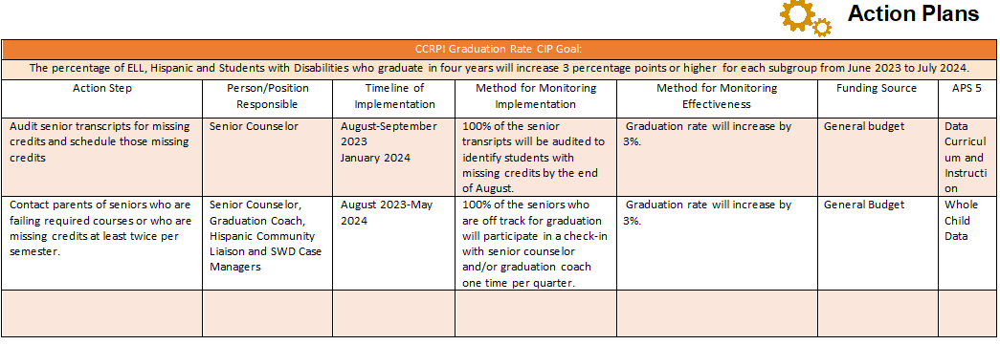 Action Plans
CCRPI Graduation Rate CIP Goal:
The percentage of ELL, Hispanic and Students with Disabilities who graduate in four years will increase 3 percentage points or higher for each subgroup from June 2023 to July 2024.
Action Step
Person/Position
Responsible
Timeline of
Implementation
Method for Monitoring
Implementation
Method for Monitoring
Effectiveness
Funding Source
APS 5
Audit senior transcripts for missing
credits and schedule those missing
credits
Senior Counselor
August-September
2023
January 2024
100% of the senior
transripts will be audited to
identify students with
missing credits by the end
of August.
Graduation rate will increase by
3%.
General budget
Data
Curricul
um and
Instructi
on
Contact parents of seniors who are
failing required courses or who are
missing credits at least twice per
semester.
Senior Counselor,
Graduation Coach,
Hispanic Community
Liaison and SWD Case
Managers
August 2023-May
2024
100% of the seniors who
are off track for graduation
will participate in a check-in
with senior counselor
and/or graduation coach
one time per quarter.
Graduation rate will increase by
3%.
General Budget
Whole
Child
Data